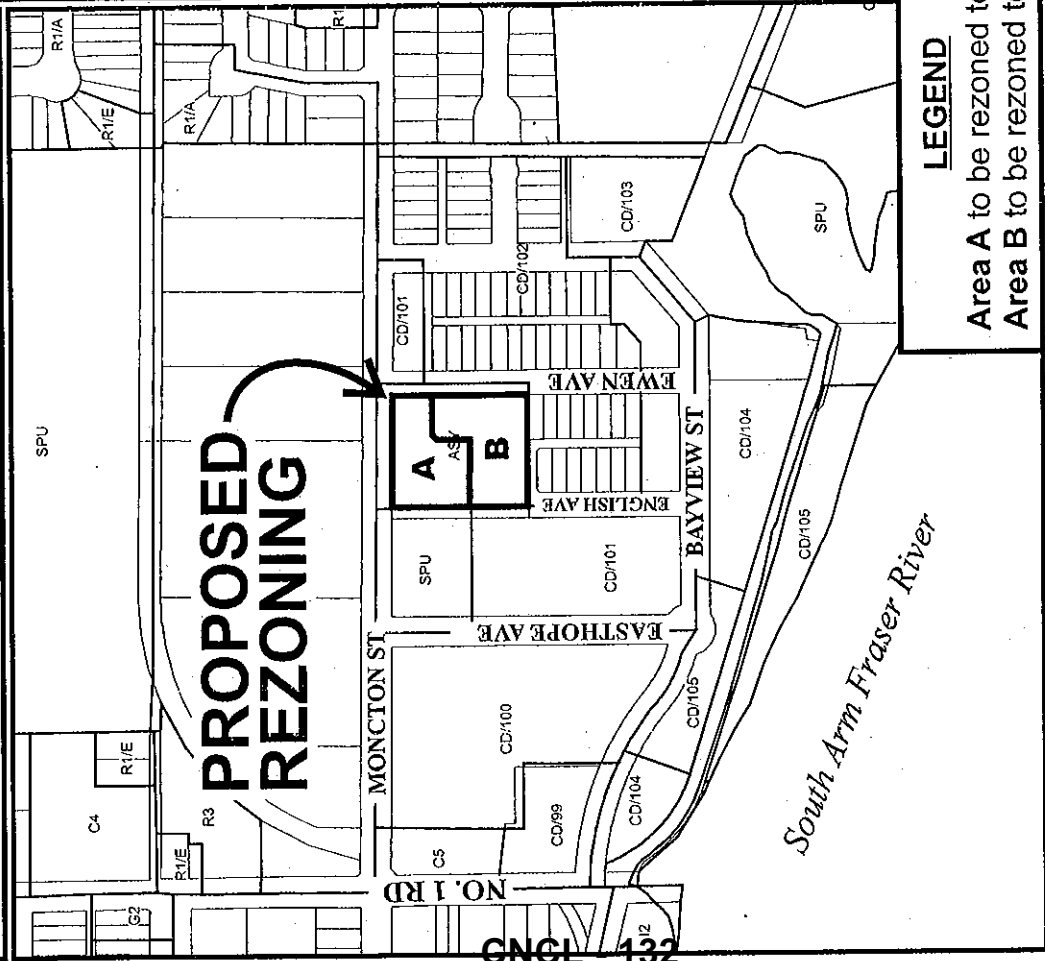 R1/A
R1
R1/E
R1/A
SPU
C4
R1/E
R3
R1/E
G2
PROPOSED
REZONING
MONCTON ST
CD/101
CD/102
CD/103
A
ASY
B
EWEN AVE
ENGLISH AVE
SPU
CD/101
EASTHOPE AVE
BAYVIEW ST
CD/100
CD/99
C5
NO. 1 RD
CD/104
CD/105
CD/104
CD/105
SPU
I2
South Arm Fraser River
CNCL - 132
LEGEND
Area A to be rezoned
Area B to be rezoned